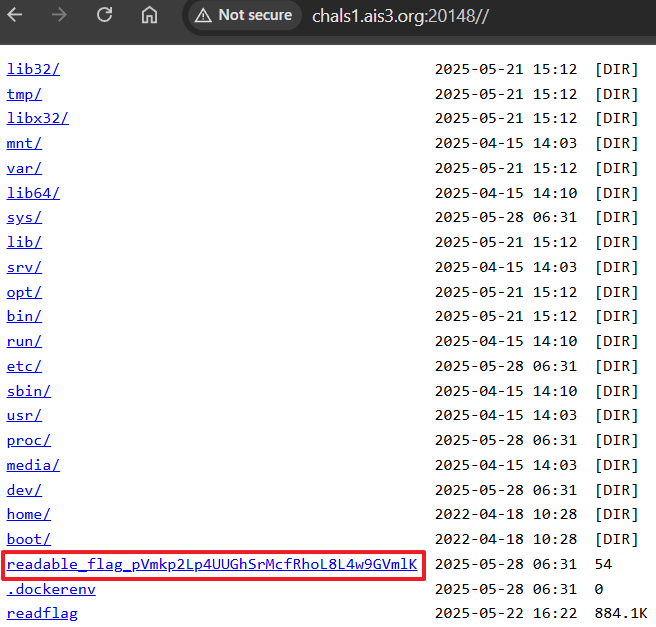 Not secure chals1.ais3.org:20148//
lib32/ 2025-05-21 15:12 [DIR]
tmp/ 2025-05-21 15:12 [DIR]
libx32/ 2025-05-21 15:12 [DIR]
mnt/ 2025-04-15 14:03 [DIR]
var/ 2025-05-21 15:12 [DIR]
lib64/ 2025-04-15 14:10 [DIR]
sys/ 2025-05-28 06:31 [DIR]
lib/ 2025-05-21 15:12 [DIR]
srv/ 2025-04-15 14:03 [DIR]
opt/ 2025-05-21 15:12 [DIR]
bin/ 2025-05-21 15:12 [DIR]
run/ 2025-04-15 14:10 [DIR]
etc/ 2025-05-28 06:31 [DIR]
sbin/ 2025-04-15 14:10 [DIR]
usr/ 2025-04-15 14:03 [DIR]
proc/ 2025-05-28 06:31 [DIR]
media/ 2025-04-15 14:03 [DIR]
dev/ 2025-05-28 06:31 [DIR]
home/ 2022-04-18 10:28 [DIR]
boot/ 2022-04-18 10:28 [DIR]
readable_flag_pVmkp2Lp4UUGhSrMcfRhoL8L4w9GVmlK 2025-05-28 06:31 54
.dockerenv 2025-05-28 06:31 0
readflag 2025-05-22 16:22 884.1K